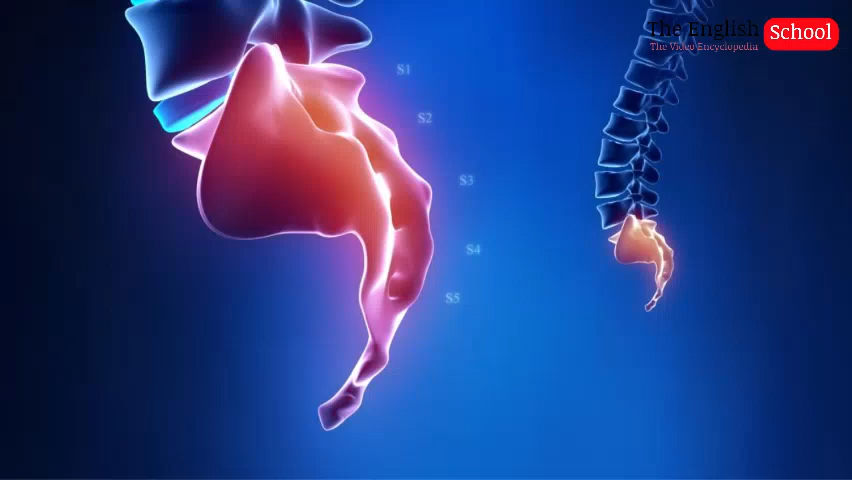 The English School
The Video Encyclopedia
S1
S2
S3
S4
S5